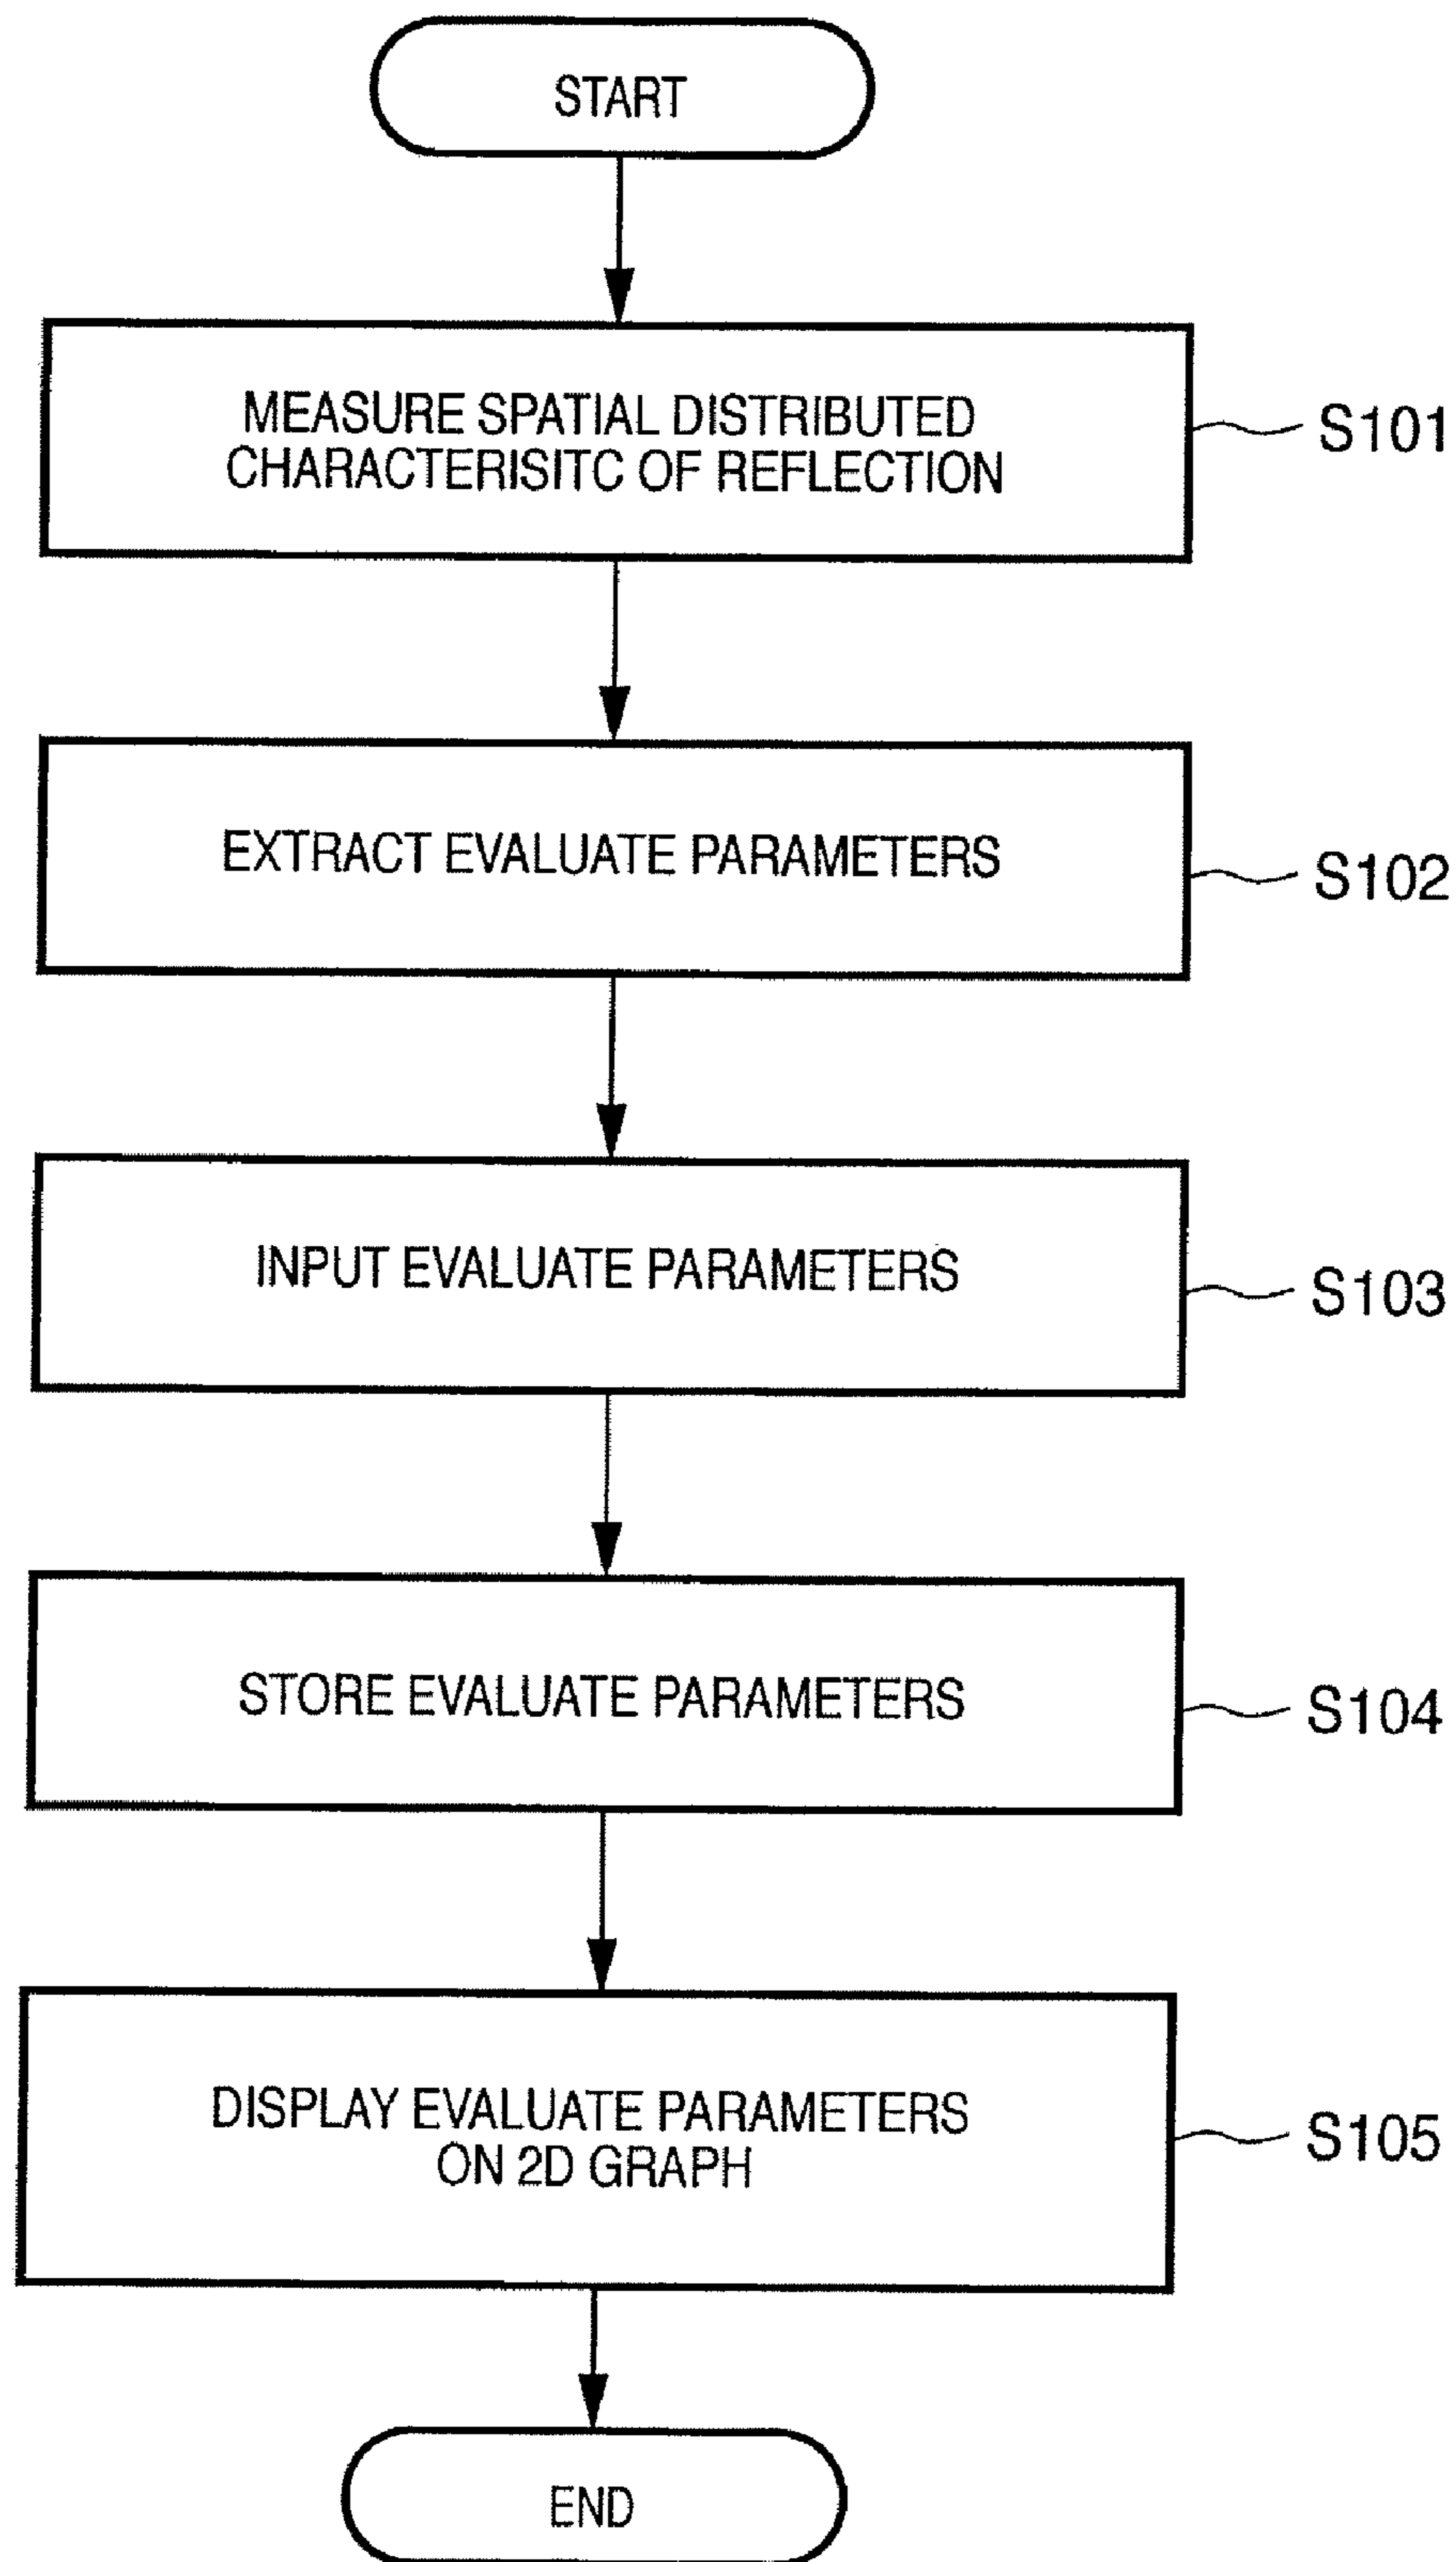 START
MEASURE SPATIAL DISTRIBUTED
CHARACTERISITC OF REFLECTION
S101
EXTRACT EVALUATE PARAMETERS
S102
INPUT EVALUATE PARAMETERS
S103
STORE EVALUATE PARAMETERS
S104
DISPLAY EVALUATE PARAMETERS
ON 2D GRAPH
S105
END